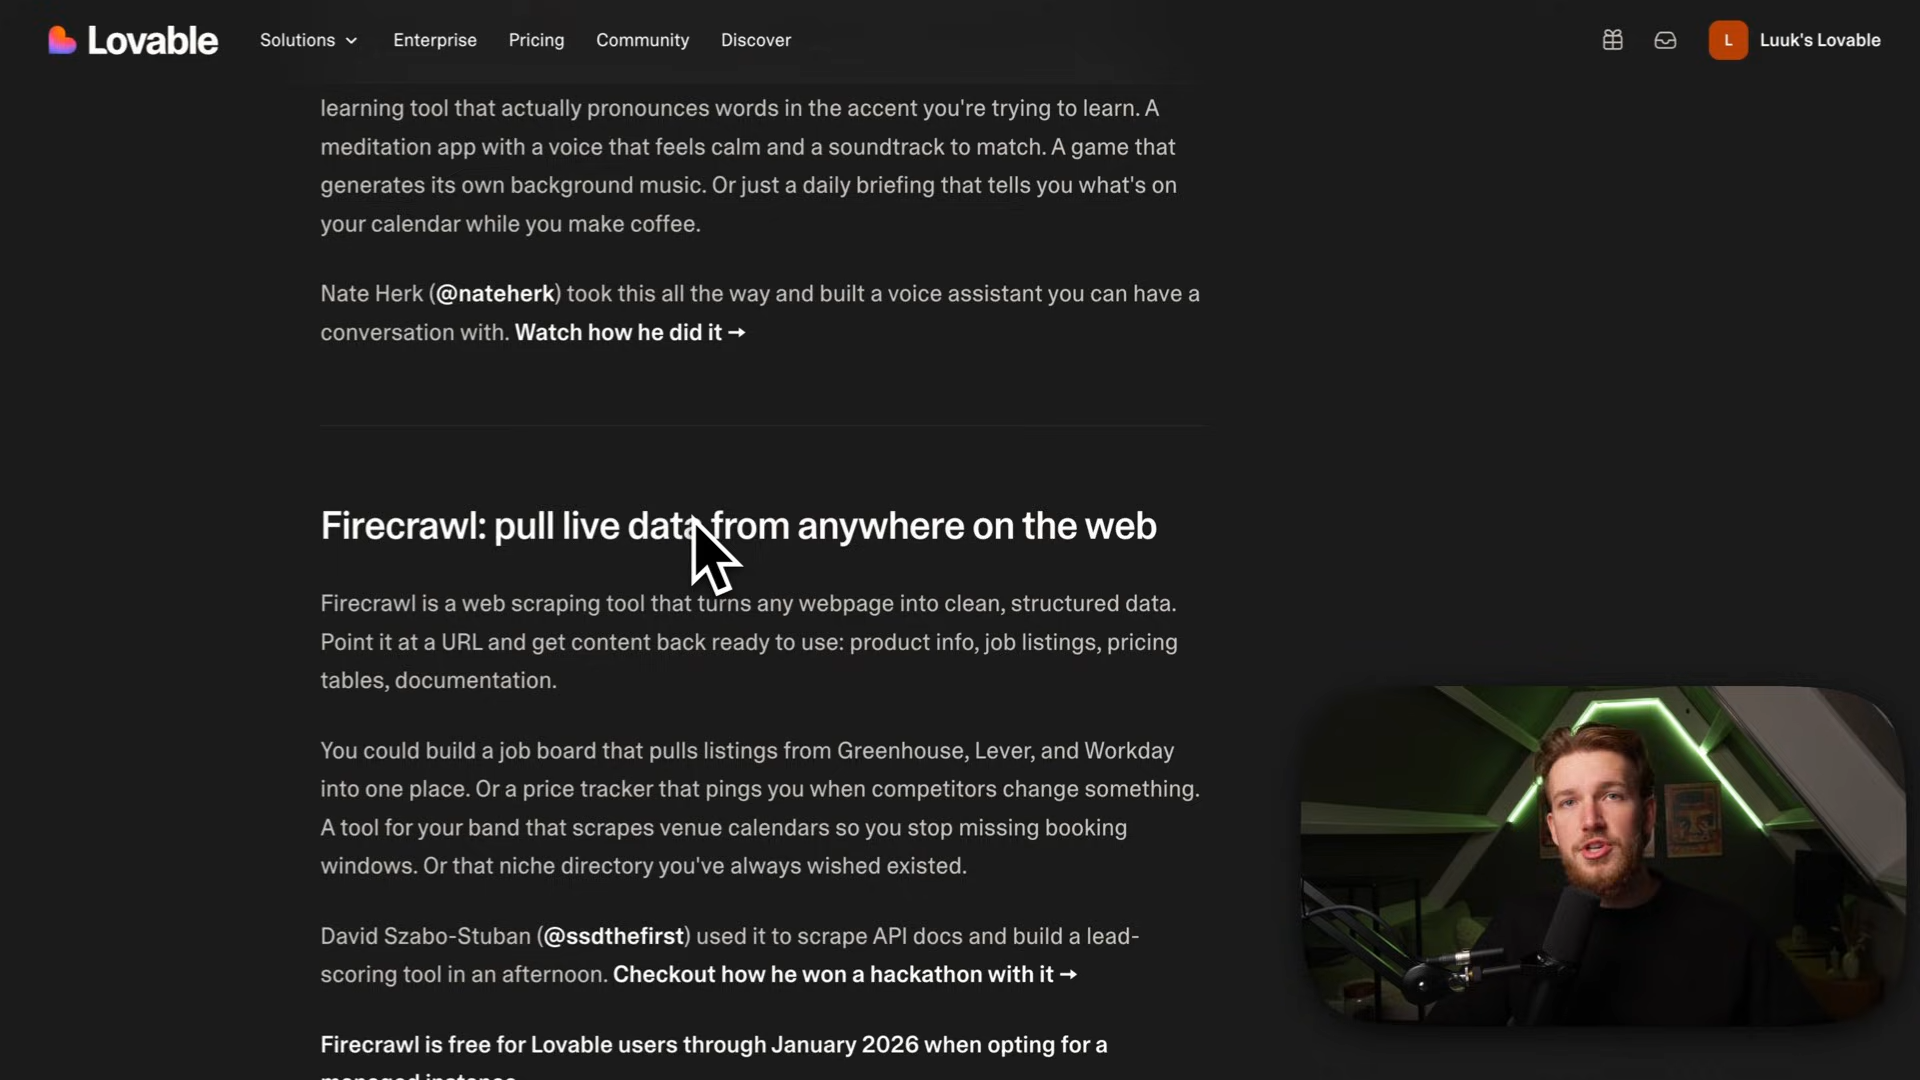 Lovable
Solutions
Enterprise
Pricing
Community
Discover
L
Luuk's Lovable
learning tool that actually pronounces words in the accent you're trying to learn. A
meditation app with a voice that feels calm and a soundtrack to match. A game that
generates its own background music. Or just a daily briefing that tells you what's on
your calendar while you make coffee.
Nate Herk (@nateherk) took this all the way and built a voice assistant you can have a
conversation with. Watch how he did it →
Firecrawl: pull live data from anywhere on the web
Firecrawl is a web scraping tool that turns any webpage into clean, structured data.
Point it at a URL and get content back ready to use: product info, job listings, pricing
tables, documentation.
You could build a job board that pulls listings from Greenhouse, Lever, and Workday
into one place. Or a price tracker that pings you when competitors change something.
A tool for your band that scrapes venue calendars so you stop missing booking
windows. Or that niche directory you've always wished existed.
David Szabo-Stuban (@ssdthefirst) used it to scrape API docs and build a lead-
scoring tool in an afternoon. Checkout how he won a hackathon with it →
Firecrawl is free for Lovable users through January 2026 when opting for a
managed instance